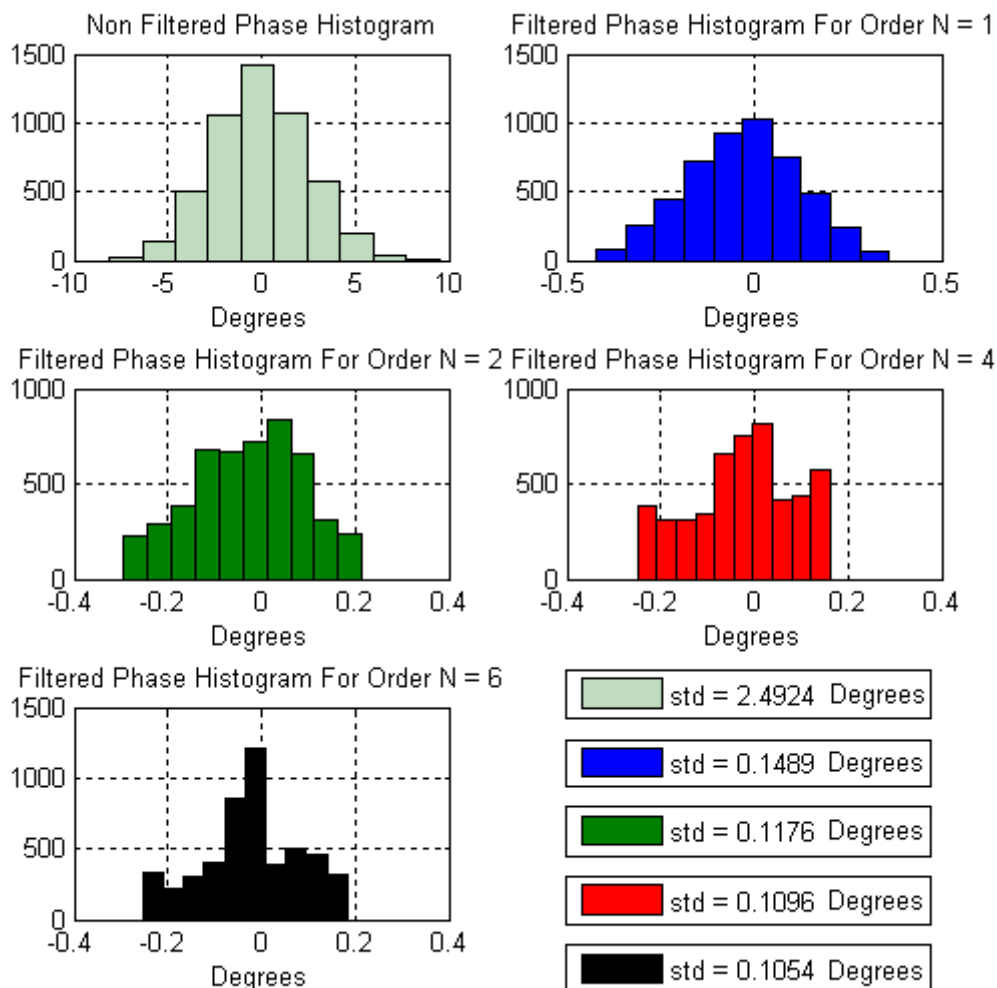 Non Filtered Phase Histogram
1500
1000
500
0
-10 -5 0 5 10
Degrees
Filtered Phase Histogram For Order N = 1
1500
1000
500
0
-0.5 0 0.5
Degrees
Filtered Phase Histogram For Order N = 2
1000
500
0
-0.4 -0.2 0 0.2 0.4
Degrees
Filtered Phase Histogram For Order N = 4
1000
500
0
-0.4 -0.2 0 0.2 0.4
Degrees
Filtered Phase Histogram For Order N = 6
1500
1000
500
0
-0.4 -0.2 0 0.2 0.4
Degrees
std = 2.4924 Degrees
std = 0.1489 Degrees
std = 0.1176 Degrees
std = 0.1096 Degrees
std = 0.1054 Degrees